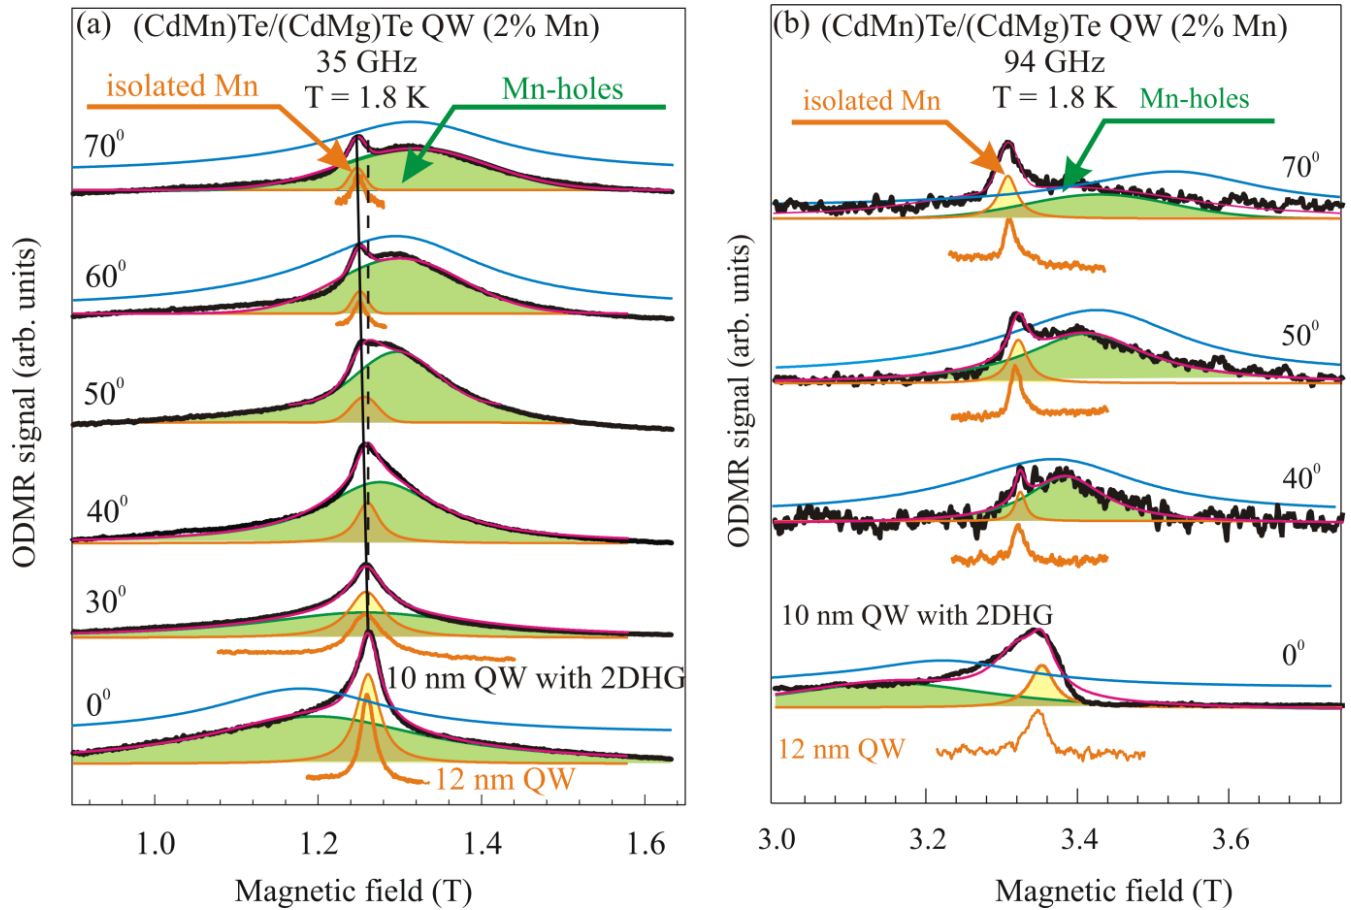 (a) (CdMn)Te/(CdMg)Te QW (2% Mn)
35 GHz
T = 1.8 K
isolated Mn
Mn-holes
70⁰
60⁰
50⁰
40⁰
30⁰
0⁰
10 nm QW with 2DHG
12 nm QW
ODMR signal (arb. units)
1.0 1.2 1.4 1.6
Magnetic field (T)
(b) (CdMn)Te/(CdMg)Te QW (2% Mn)
94 GHz
T = 1.8 K
isolated Mn
Mn-holes
70⁰
50⁰
40⁰
10 nm QW with 2DHG
0⁰
12 nm QW
ODMR signal (arb. units)
3.0 3.2 3.4 3.6
Magnetic field (T)